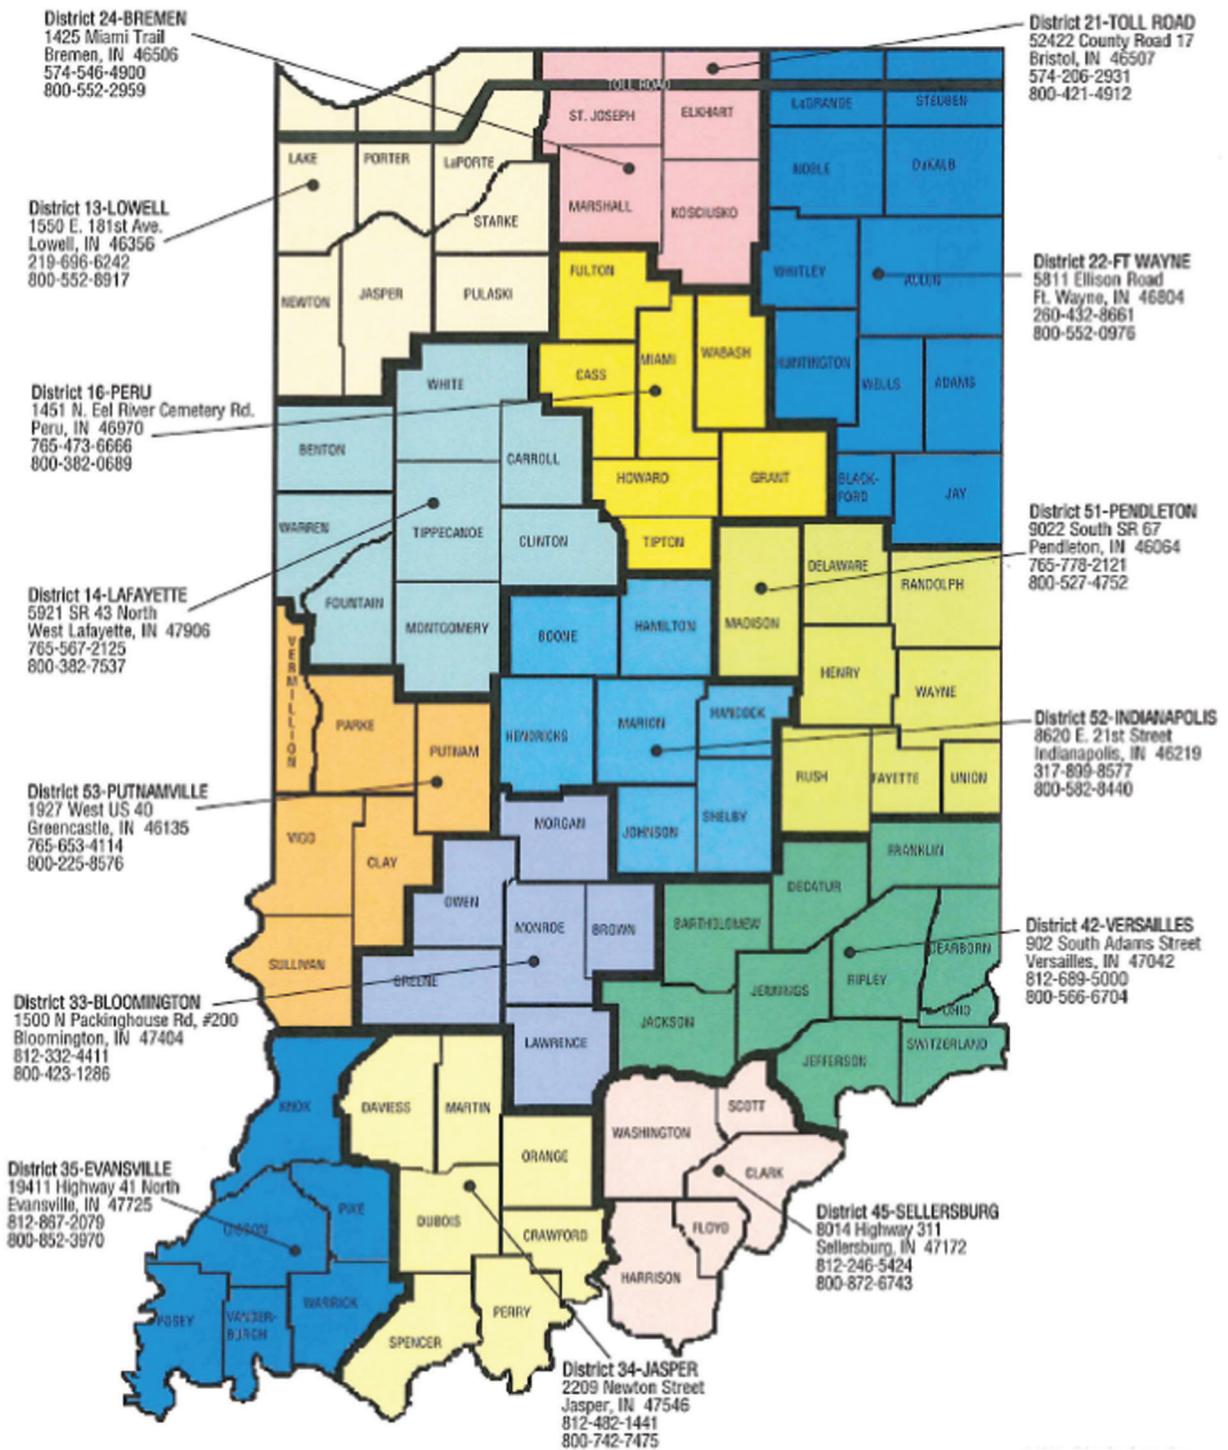 District 24-BREMEN
1425 Miami Trail
Bremen, IN 46506
574-546-4900
800-552-2959
District 21-TOLL ROAD
52422 County Road 17
Bristol, IN 46507
574-206-2931
800-421-4912
TOLL ROAD
LaGRANGE
STEUBEN
ST. JOSEPH
ELKHART
LAKE
PORTER
LaPORTE
NOBLE
DeKALB
MARSHALL
KOSCIUSKO
STARKE
District 13-LOWELL
1550 E. 181st Ave.
Lowell, IN 46356
219-696-6242
800-552-8917
NEWTON
JASPER
PULASKI
FULTON
WHITLEY
ALLEN
District 22-FT WAYNE
5811 Ellison Road
Ft. Wayne, IN 46804
260-432-8661
800-552-0976
WHITE
CASS
MIAMI
WABASH
HUNTINGTON
WELLS
ADAMS
District 16-PERU
1451 N. Eel River Cemetery Rd.
Peru, IN 46970
765-473-6666
800-382-0689
BENTON
CARROLL
HOWARD
GRANT
BLACK-
FORD
JAY
WARREN
TIPPECANOE
CLINTON
TIPTON
District 51-PENDLETON
9022 South SR 67
Pendleton, IN 46064
765-778-2121
800-527-4752
DELAWARE
RANDOLPH
District 14-LAFAYETTE
5921 SR 43 North
West Lafayette, IN 47906
765-567-2125
800-382-7537
FOUNTAIN
MONTGOMERY
BOONE
HAMILTON
MADISON
HENRY
WAYNE
VERMILLION
PARKE
PUTNAM
HENDRICKS
MARION
HANCOCK
District 52-INDIANAPOLIS
8620 E. 21st Street
Indianapolis, IN 46219
317-899-8577
800-582-8440
RUSH
FAYETTE
UNION
District 53-PUTNAMVILLE
1927 West US 40
Greencastle, IN 46135
765-653-4114
800-225-8576
VIGO
CLAY
MORGAN
JOHNSON
SHELBY
FRANKLIN
DECATUR
OWEN
MONROE
BROWN
BARTHOLOMEW
DEARBORN
District 42-VERSAILLES
902 South Adams Street
Versailles, IN 47042
812-689-5000
800-566-6704
SULLIVAN
GREENE
JENNINGS
RIPLEY
OHIO
District 33-BLOOMINGTON
1500 N Packinghouse Rd, #200
Bloomington, IN 47404
812-332-4411
800-423-1286
LAWRENCE
JACKSON
JEFFERSON
SWITZERLAND
KNOX
DAVIESS
MARTIN
ORANGE
WASHINGTON
SCOTT
CLARK
District 35-EVANSVILLE
19411 Highway 41 North
Evansville, IN 47725
812-867-2079
800-852-3970
GIBSON
PIKE
DUBOIS
CRAWFORD
FLOYD
HARRISON
District 45-SELLERSBURG
8014 Highway 311
Sellersburg, IN 47172
812-246-5424
800-872-6743
POSEY
VANDER-
BURGH
WARRICK
SPENCER
PERRY
District 34-JASPER
2209 Newton Street
Jasper, IN 47546
812-482-1441
800-742-7475